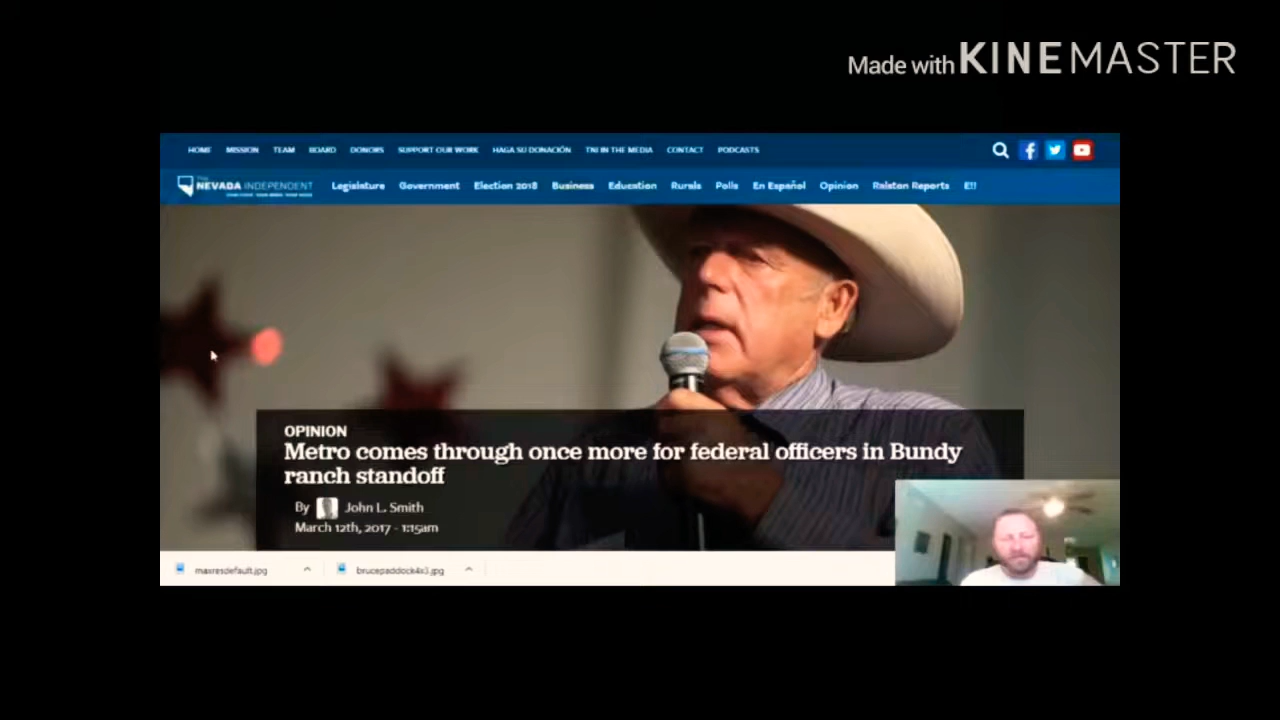 Made with KINEMASTER
HOME MISSION TEAM BOARD DONORS SUPPORT OUR WORK HAGA SU DONACIÓN TNI IN THE MEDIA CONTACT PODCASTS
The
NEVADA INDEPENDENT Legislature Government Election 2018 Business Education Rurals Polls En Español Opinion Ralston Reports
OPINION
Metro comes through once more for federal officers in Bundy
ranch standoff
By John L. Smith
March 12th, 2017 - 1:15am
maxresdefault.jpg brucepaddock4x3.jpg